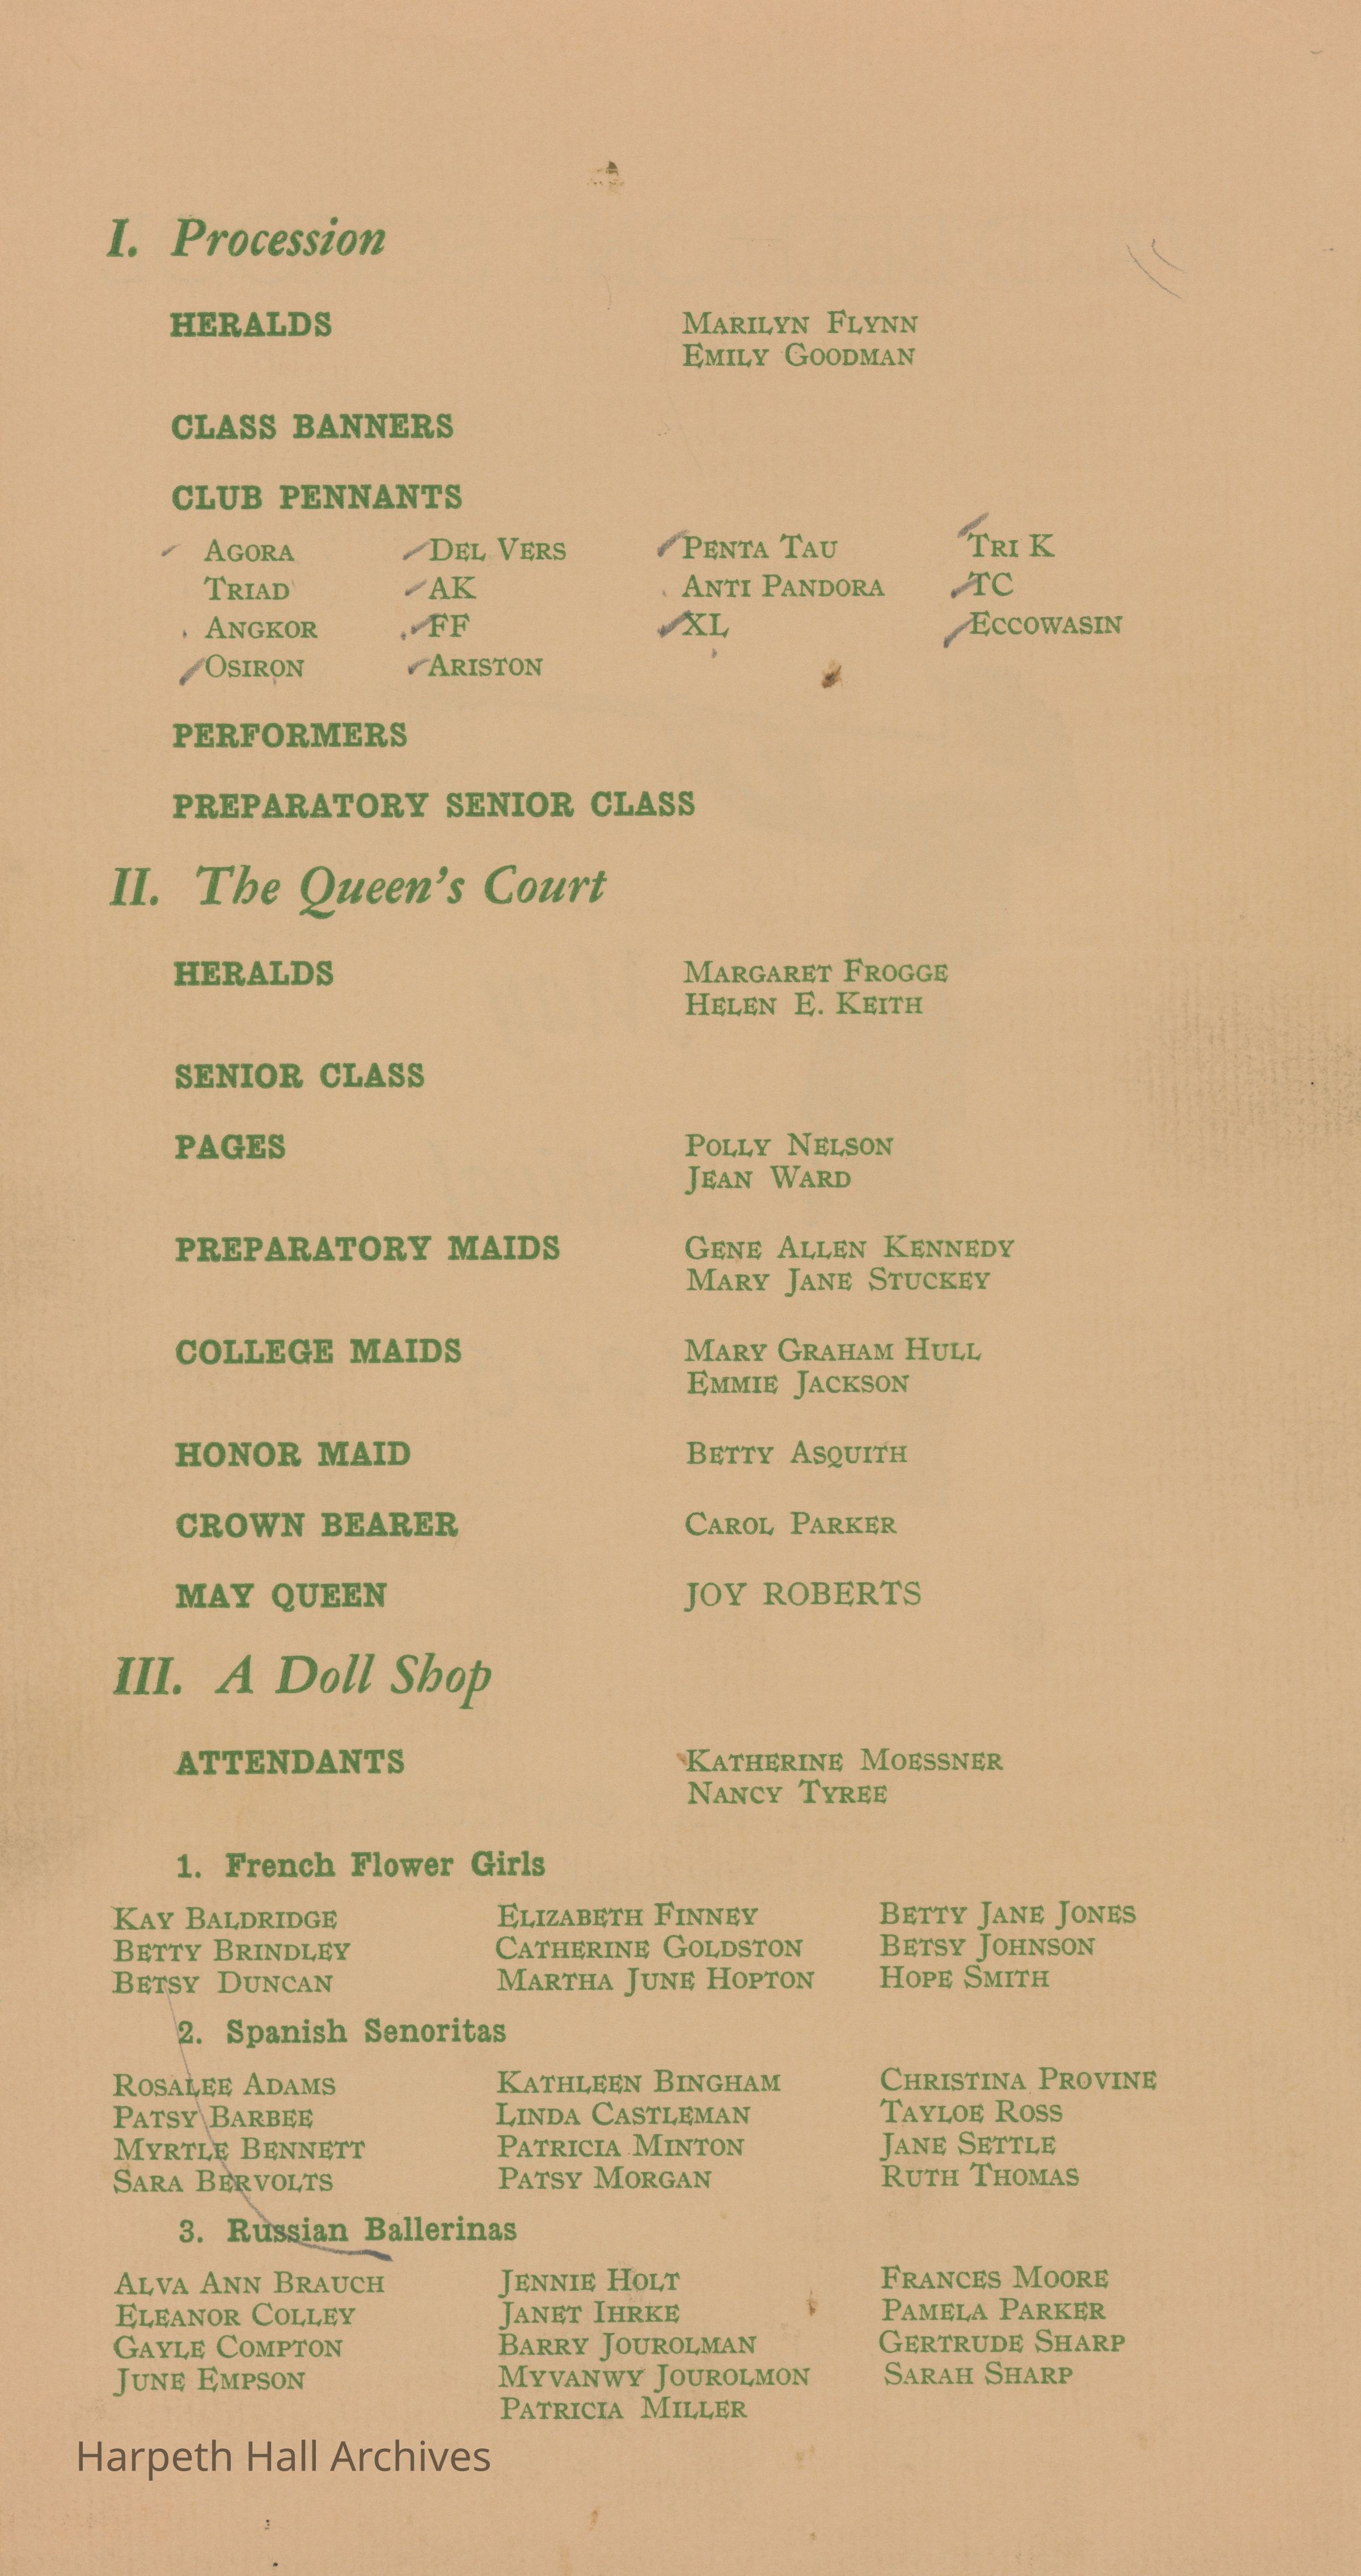 I. Procession
HERALDS MARILYN FLYNN
EMILY GOODMAN
CLASS BANNERS
CLUB PENNANTS
AGORA DEL VERS PENTA TAU TRI K
TRIAD AK ANTI PANDORA TC
ANGKOR FF XL ECCOWASIN
OSIRON ARISTON
PERFORMERS
PREPARATORY SENIOR CLASS
II. The Queen's Court
HERALDS MARGARET FROGGE
HELEN E. KEITH
SENIOR CLASS
PAGES POLLY NELSON
JEAN WARD
PREPARATORY MAIDS GENE ALLEN KENNEDY
MARY JANE STUCKEY
COLLEGE MAIDS MARY GRAHAM HULL
EMMIE JACKSON
HONOR MAID BETTY ASQUITH
CROWN BEARER CAROL PARKER
MAY QUEEN JOY ROBERTS
III. A Doll Shop
ATTENDANTS KATHERINE MOESSNER
NANCY TYREE
1. French Flower Girls
KAY BALDRIDGE ELIZABETH FINNEY BETTY JANE JONES
BETTY BRINDLEY CATHERINE GOLDSTON BETSY JOHNSON
BETSY DUNCAN MARTHA JUNE HOPTON HOPE SMITH
2. Spanish Senoritas
ROSALEE ADAMS KATHLEEN BINGHAM CHRISTINA PROVINE
PATSY BARBEE LINDA CASTLEMAN TAYLOE ROSS
MYRTLE BENNETT PATRICIA MINTON JANE SETTLE
SARA BERVOLTS PATSY MORGAN RUTH THOMAS
3. Russian Ballerinas
ALVA ANN BRAUCH JENNIE HOLT FRANCES MOORE
ELEANOR COLLEY JANET IHRKE PAMELA PARKER
GAYLE COMPTON BARRY JOUROLMAN GERTRUDE SHARP
JUNE EMPSON MYVANWY JOUROLMON SARAH SHARP
PATRICIA MILLER
Harpeth Hall Archives